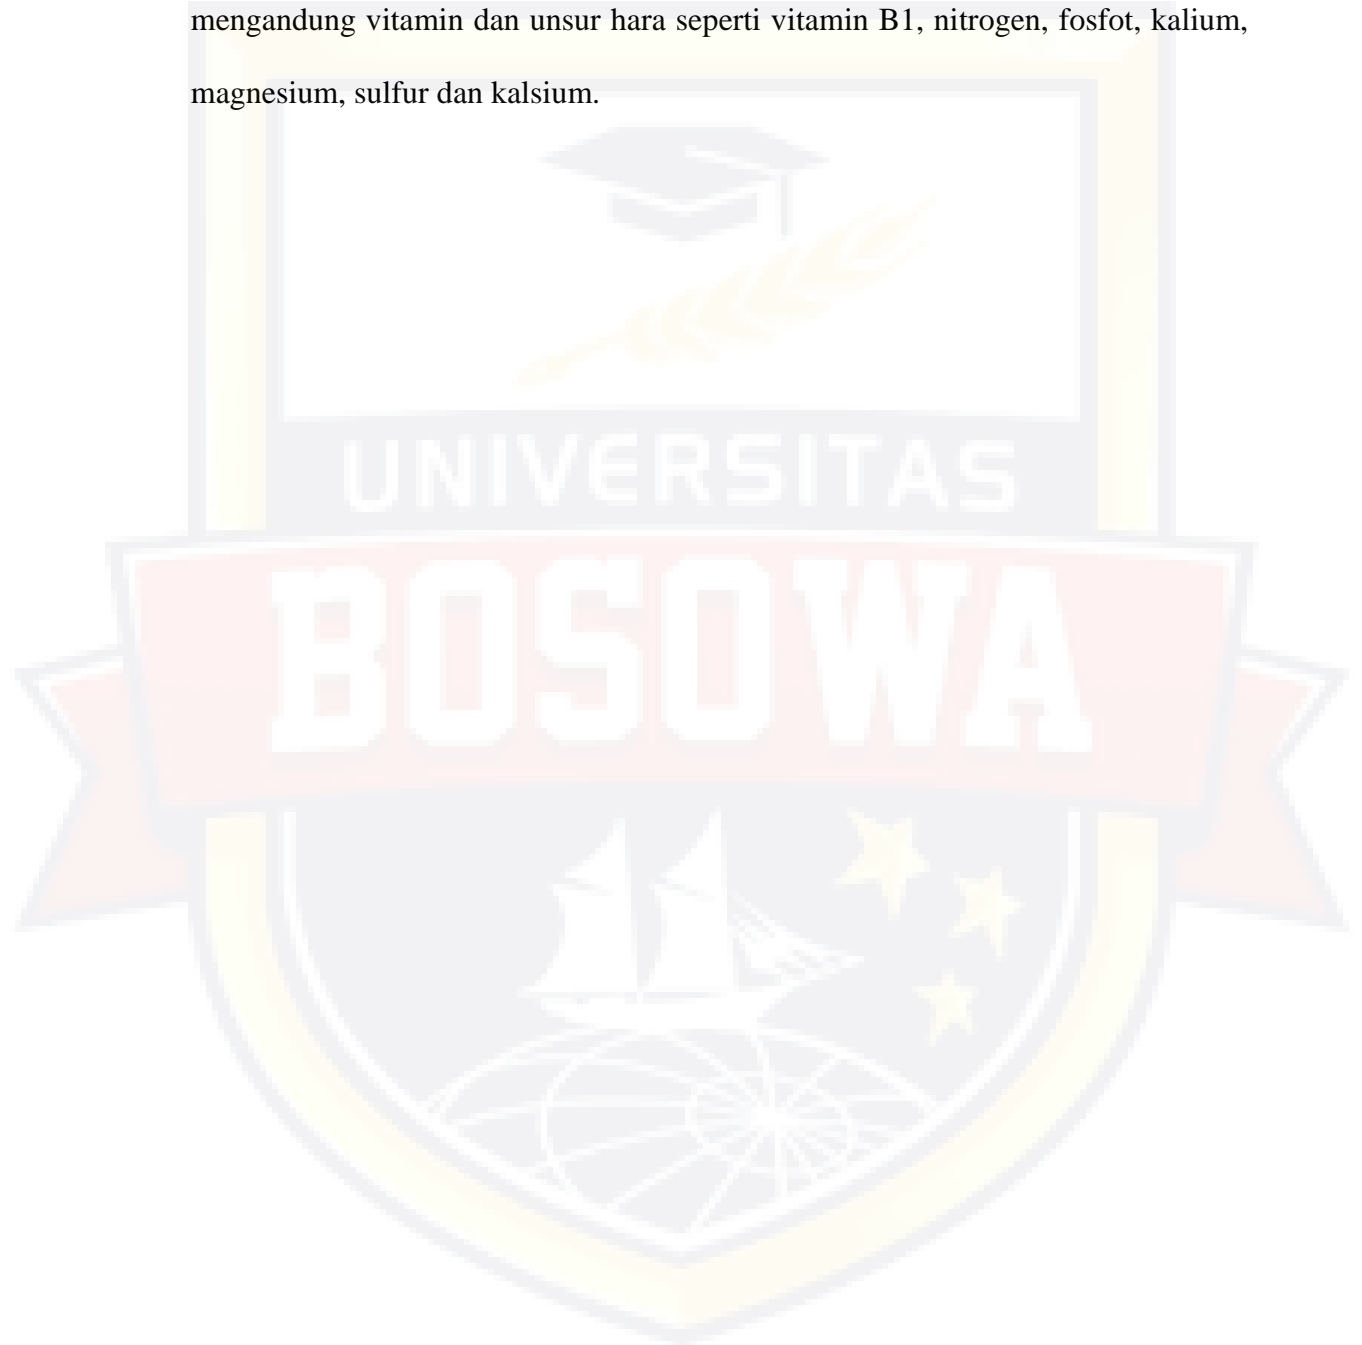 mengandung vitamin dan unsur hara seperti vitamin B1, nitrogen, fosfot, kalium,
magnesium, sulfur dan kalsium.
UNIVERSITAS
BOSOWA